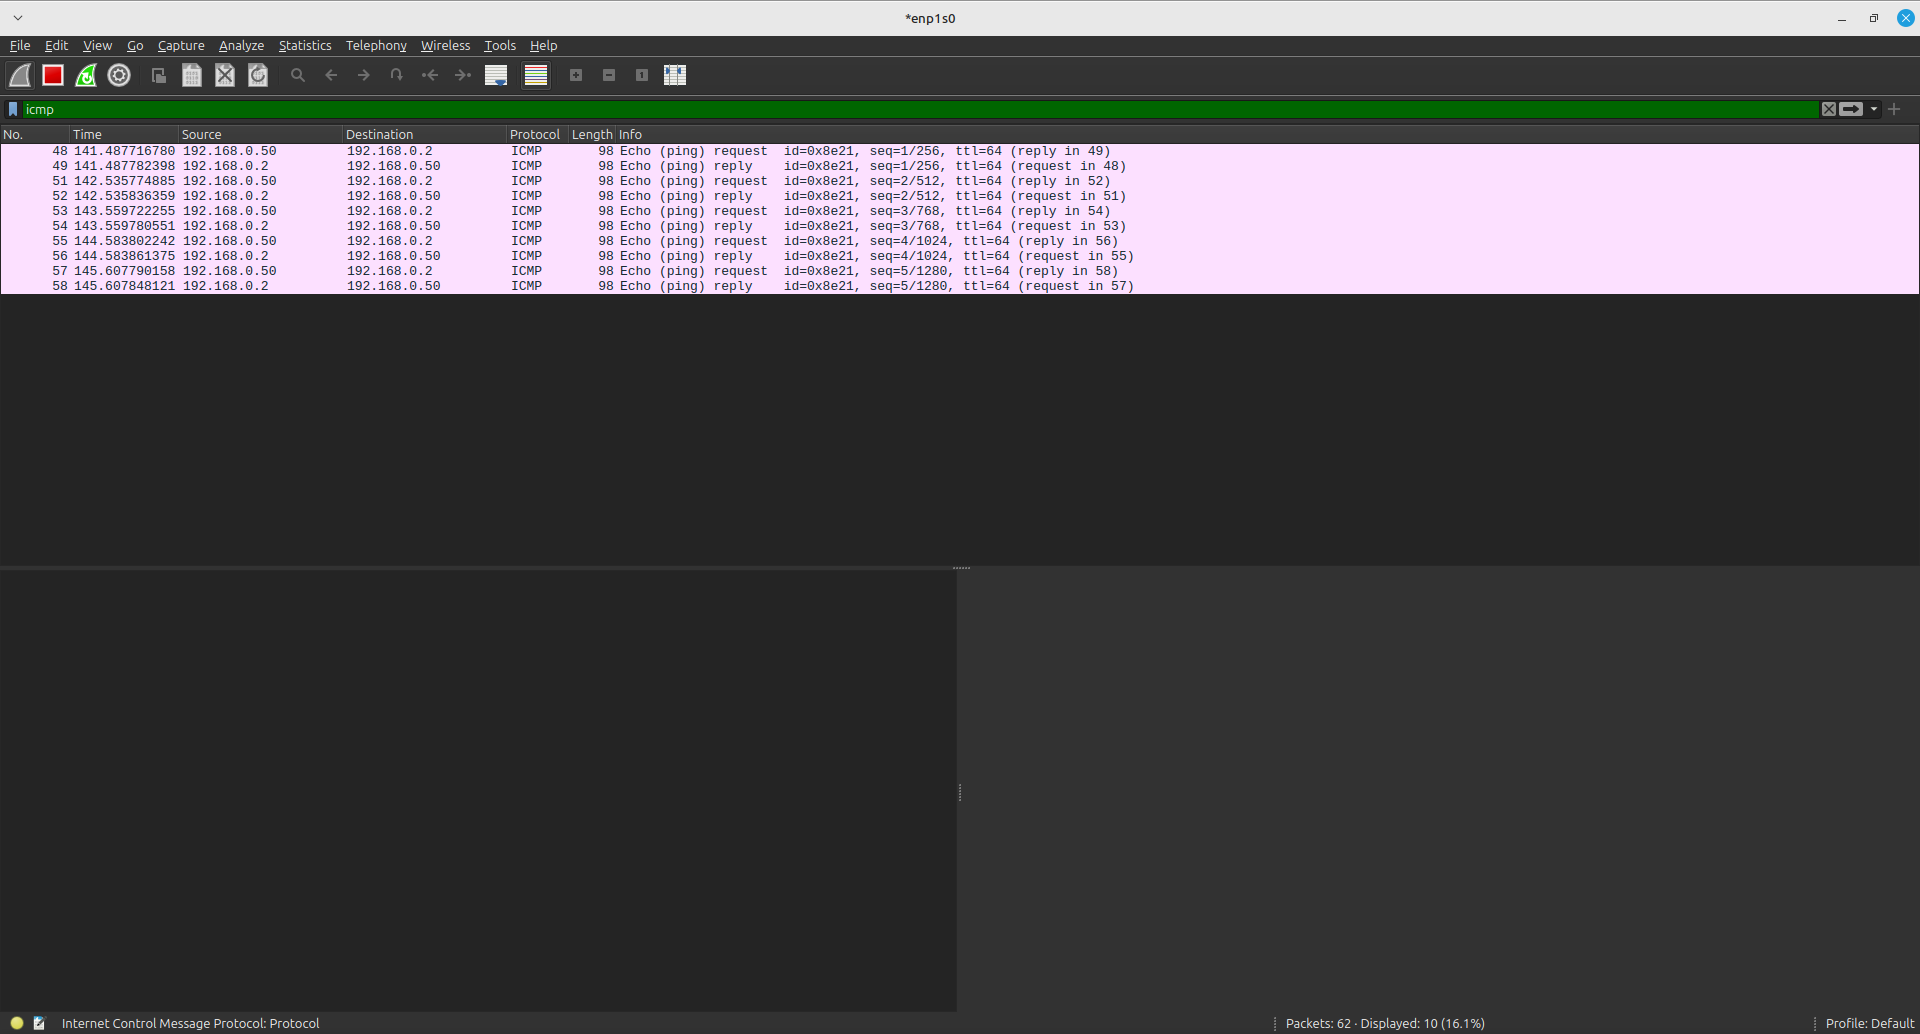 *enp1s0
File Edit View Go Capture Analyze Statistics Telephony Wireless Tools Help
icmp
No. Time Source Destination Protocol Length Info
48 141.487716780 192.168.0.50 192.168.0.2 ICMP 98 Echo (ping) request id=0x8e21, seq=1/256, ttl=64 (reply in 49)
49 141.487782398 192.168.0.2 192.168.0.50 ICMP 98 Echo (ping) reply id=0x8e21, seq=1/256, ttl=64 (request in 48)
51 142.535774885 192.168.0.50 192.168.0.2 ICMP 98 Echo (ping) request id=0x8e21, seq=2/512, ttl=64 (reply in 52)
52 142.535836359 192.168.0.2 192.168.0.50 ICMP 98 Echo (ping) reply id=0x8e21, seq=2/512, ttl=64 (request in 51)
53 143.559722255 192.168.0.50 192.168.0.2 ICMP 98 Echo (ping) request id=0x8e21, seq=3/768, ttl=64 (reply in 54)
54 143.559780551 192.168.0.2 192.168.0.50 ICMP 98 Echo (ping) reply id=0x8e21, seq=3/768, ttl=64 (request in 53)
55 144.583802242 192.168.0.50 192.168.0.2 ICMP 98 Echo (ping) request id=0x8e21, seq=4/1024, ttl=64 (reply in 56)
56 144.583861375 192.168.0.2 192.168.0.50 ICMP 98 Echo (ping) reply id=0x8e21, seq=4/1024, ttl=64 (request in 55)
57 145.607790158 192.168.0.50 192.168.0.2 ICMP 98 Echo (ping) request id=0x8e21, seq=5/1280, ttl=64 (reply in 58)
58 145.607848121 192.168.0.2 192.168.0.50 ICMP 98 Echo (ping) reply id=0x8e21, seq=5/1280, ttl=64 (request in 57)
Internet Control Message Protocol: Protocol Packets: 62 · Displayed: 10 (16.1%) Profile: Default